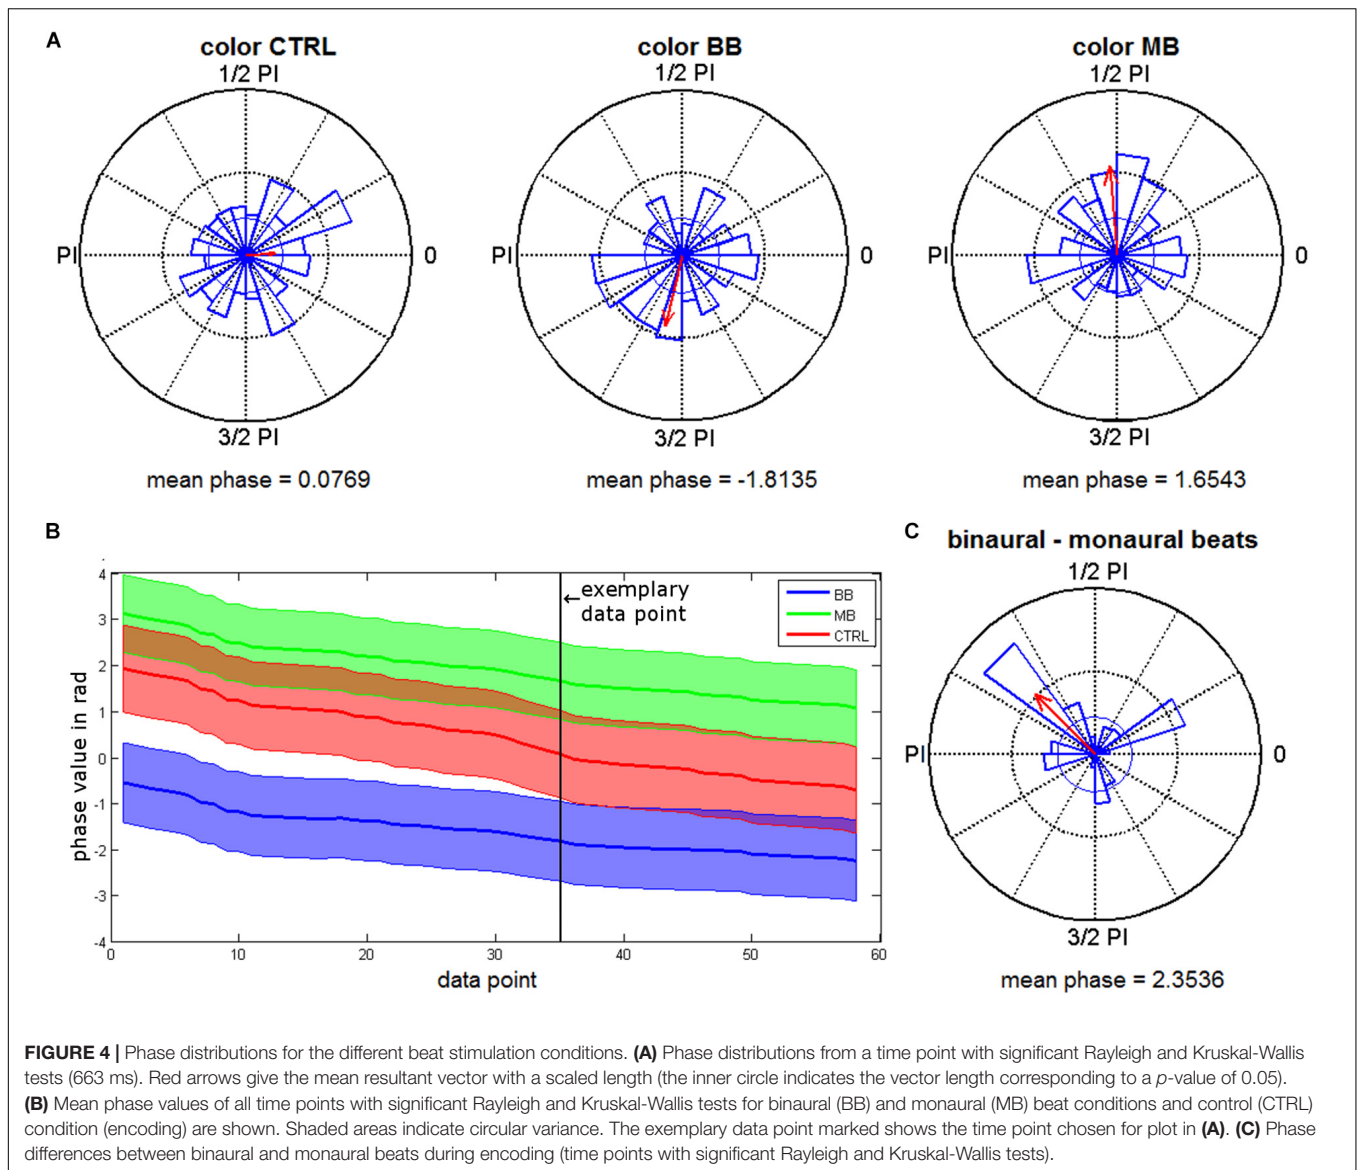 A
color CTRL
1/2 PI
PI
0
3/2 PI
mean phase = 0.0769
color BB
1/2 PI
0
3/2 PI
mean phase = -1.8135
color MB
1/2 PI
PI
0
3/2 PI
mean phase = 1.6543
B
4
3
2
1
0
-1
-2
-3
-4
phase value in rad
0
10
20
30
40
50
60
data point
←exemplary
data point
BB
MB
CTRL
C
binaural - monaural beats
1/2 PI
PI
0
3/2 PI
mean phase = 2.3536
FIGURE 4 | Phase distributions for the different beat stimulation conditions. (A) Phase distributions from a time point with significant Rayleigh and Kruskal-Wallis
tests (663 ms). Red arrows give the mean resultant vector with a scaled length (the inner circle indicates the vector length corresponding to a p-value of 0.05).
(B) Mean phase values of all time points with significant Rayleigh and Kruskal-Wallis tests for binaural (BB) and monaural (MB) beat conditions and control (CTRL)
condition (encoding) are shown. Shaded areas indicate circular variance. The exemplary data point marked shows the time point chosen for plot in (A). (C) Phase
differences between binaural and monaural beats during encoding (time points with significant Rayleigh and Kruskal-Wallis tests).